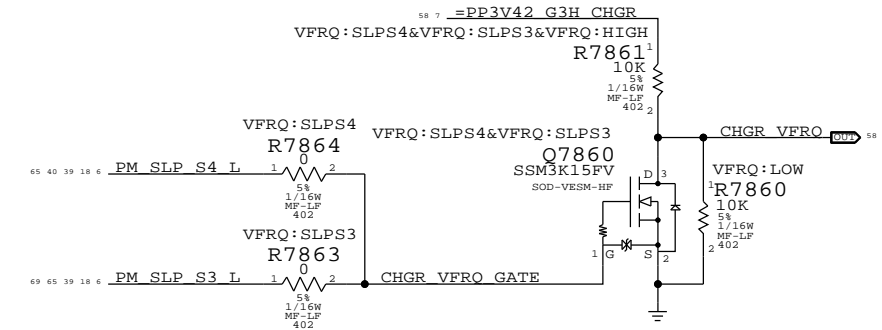 58 7 =PP3V42_G3H_CHGR
VFRQ:SLPS4&VFRQ:SLPS3&VFRQ:HIGH
R7861 1
10K
5%
1/16W
MF-LF
402 2
VFRQ:SLPS4
R7864
0
65 40 39 18 6 PM_SLP_S4_L 1 2
5%
1/16W
MF-LF
402
VFRQ:SLPS4&VFRQ:SLPS3
Q7860
SSM3K15FV
SOD-VESM-HF
D 3
1 G S 2
CHGR_VFRQ OUT 58
VFRQ:LOW
1 R7860
10K
5%
1/16W
MF-LF
2 402
VFRQ:SLPS3
R7863
0
69 65 39 18 6 PM_SLP_S3_L 1 2 CHGR_VFRQ_GATE
5%
1/16W
MF-LF
402